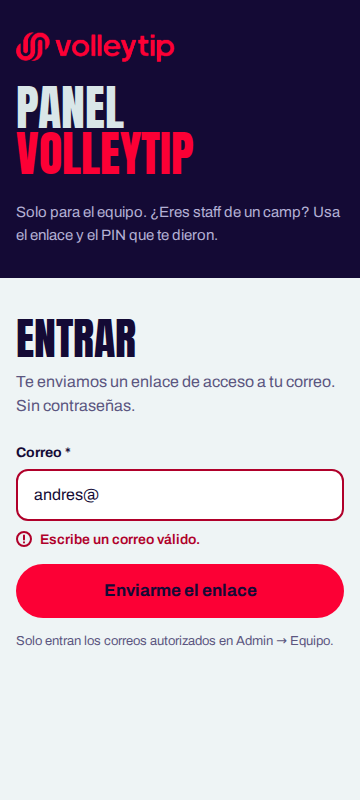 volleytip
PANEL
VOLLEYTIP
Solo para el equipo. ¿Eres staff de un camp? Usa
el enlace y el PIN que te dieron.
ENTRAR
Te enviamos un enlace de acceso a tu correo.
Sin contraseñas.
Correo *
andres@
Escribe un correo válido.
Enviarme el enlace
Solo entran los correos autorizados en Admin → Equipo.